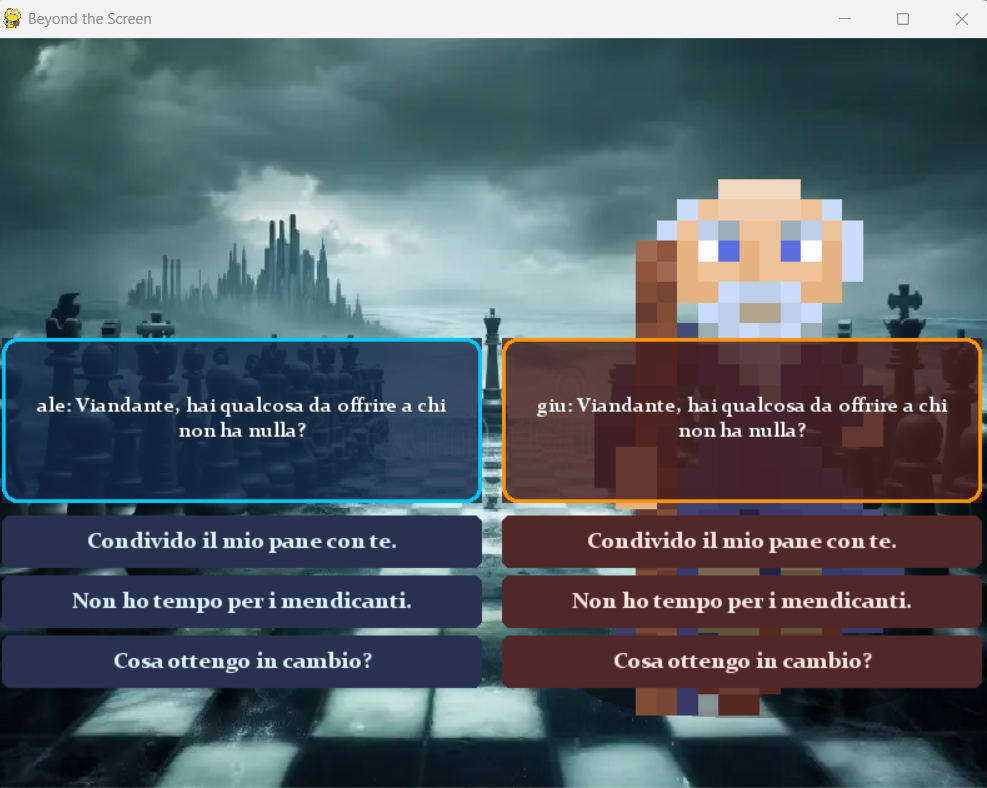 Beyond the Screen
ale: Viandante, hai qualcosa da offrire a chi
non ha nulla?
Condivido il mio pane con te.
Non ho tempo per i mendicanti.
Cosa ottengo in cambio?
giu: Viandante, hai qualcosa da offrire a chi
non ha nulla?
Condivido il mio pane con te.
Non ho tempo per i mendicanti.
Cosa ottengo in cambio?